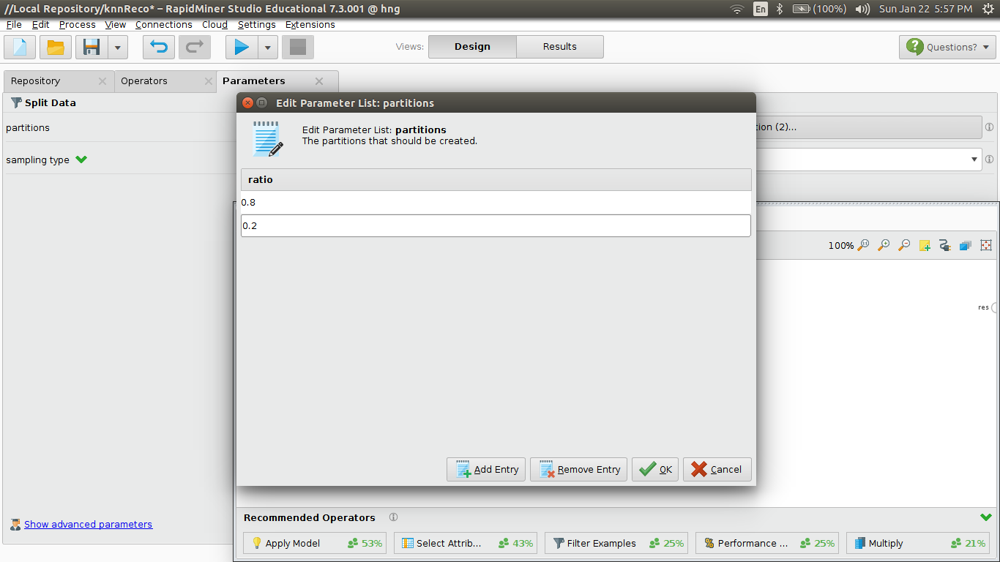 //Local Repository/knnReco* – RapidMiner Studio Educational 7.3.001 @ hng
En
(100%)
Sun Jan 22 5:57 PM
File Edit Process View Connections Cloud Settings Extensions
Views:
Design
Results
Questions?
Repository
Operators
Parameters
Split Data
Edit Parameter List: partitions
partitions
tion (2)...
Edit Parameter List: partitions
The partitions that should be created.
sampling type
ratio
0.8
0.2
100%
res
Add Entry
Remove Entry
OK
Cancel
Show advanced parameters
Recommended Operators
Apply Model
53%
Select Attrib...
43%
Filter Examples
25%
Performance ...
25%
Multiply
21%